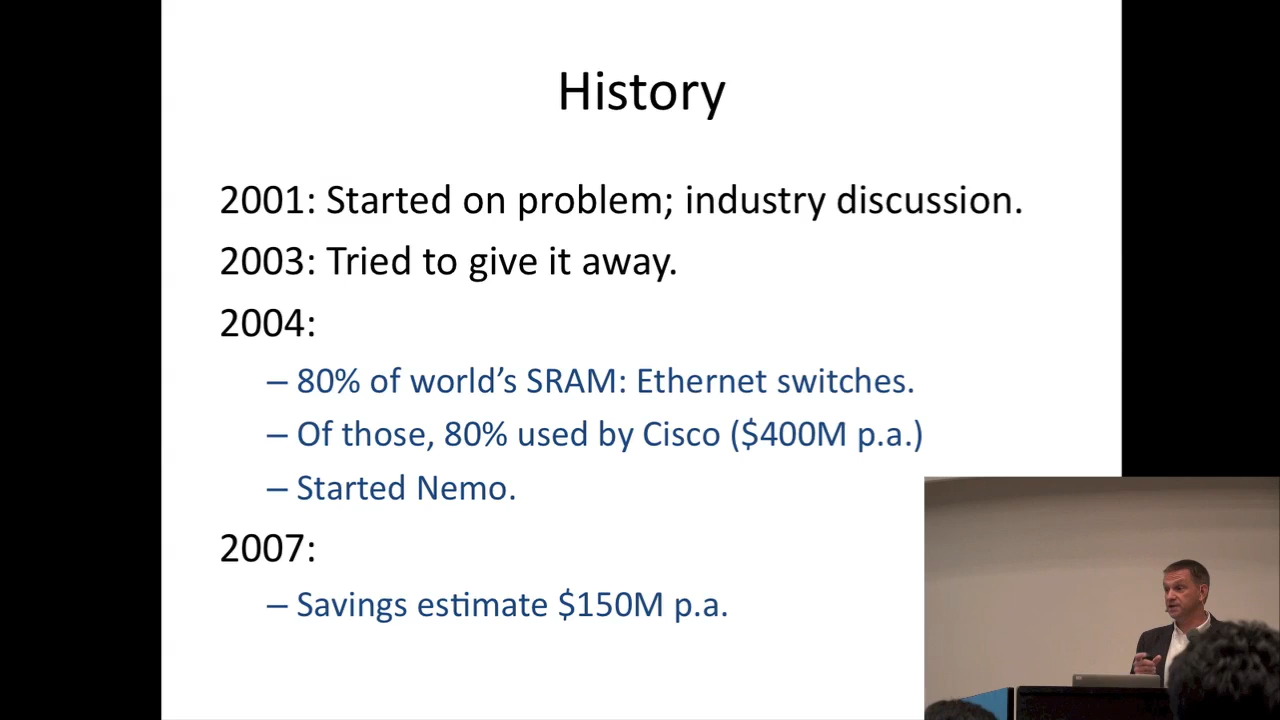 History
2001: Started on problem; industry discussion.
2003: Tried to give it away.
2004:
– 80% of world’s SRAM: Ethernet switches.
– Of those, 80% used by Cisco ($400M p.a.)
– Started Nemo.
2007:
– Savings estimate $150M p.a.